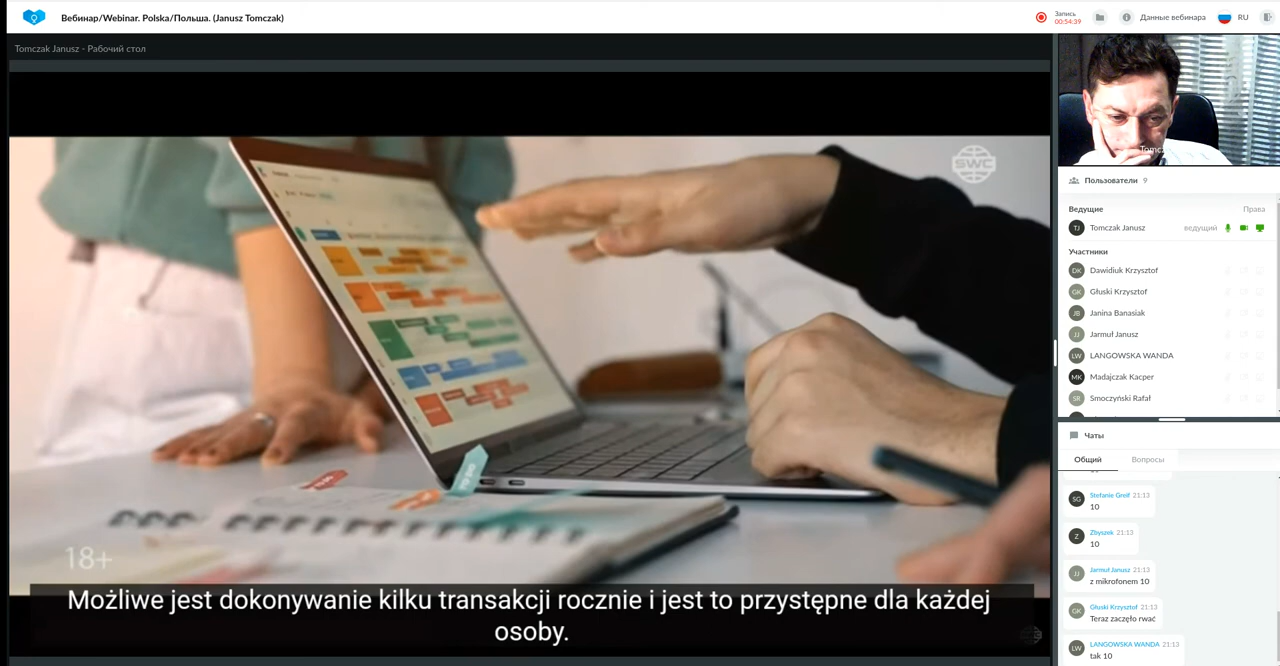 Вебинар/Webinar. Polska/Польша. (Janusz Tomczak)
Запись
00:54:39
Данные вебинара
RU
Tomczak Janusz - Рабочий стол
SWC
18+
Możliwe jest dokonywanie kilku transakcji rocznie i jest to przystępne dla każdej
osoby.
Пользователи 9
Ведущие Права
TJ Tomczak Janusz ведущий
Участники
DK Dawidiuk Krzysztof
GK Głuski Krzysztof
JB Janina Banasiak
JJ Jarmuł Janusz
LW LANGOWSKA WANDA
MK Madajczak Kacper
SR Smoczyński Rafał
Чаты
Общий Вопросы
SG Stefanie Greif 21:13
10
Z Zbyszek 21:13
10
JJ Jarmuł Janusz 21:13
z mikrofonem 10
GK Głuski Krzysztof 21:13
Teraz zaczęło rwać
LW LANGOWSKA WANDA 21:13
tak 10